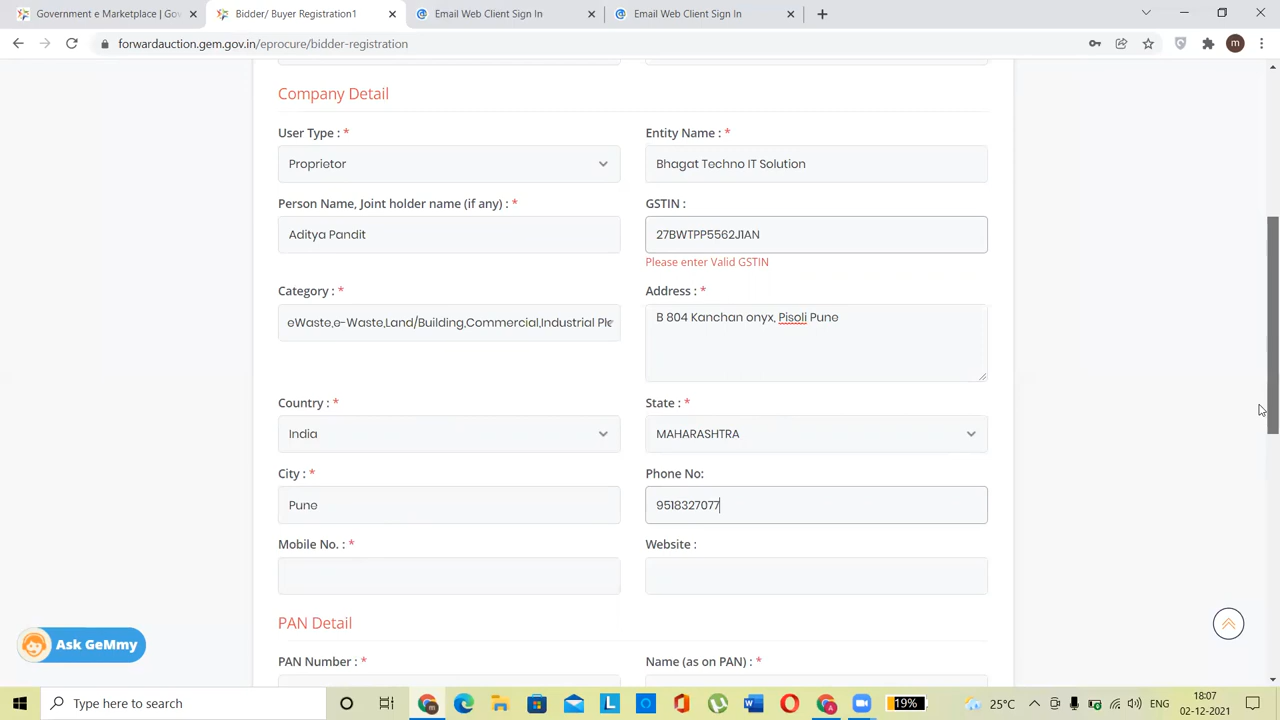 Government e Marketplace | Gov
Bidder/ Buyer Registration1
Email Web Client Sign In
Email Web Client Sign In
forwardauction.gem.gov.in/eprocure/bidder-registration
m
Company Detail
User Type : *
Entity Name : *
Proprietor
Bhagat Techno IT Solution
Person Name, Joint holder name (if any) : *
GSTIN :
Aditya Pandit
27BWTPP5562J1AN
Please enter Valid GSTIN
Category : *
Address : *
eWaste,e-Waste,Land/Building,Commercial,Industrial Plo
B 804 Kanchan onyx, Pisoli Pune
Country : *
State : *
India
MAHARASHTRA
City : *
Phone No:
Pune
9518327077
Mobile No. : *
Website :
PAN Detail
Ask GeMmy
PAN Number : *
Name (as on PAN) : *
Type here to search
19%
25°C
ENG
18:07
02-12-2021